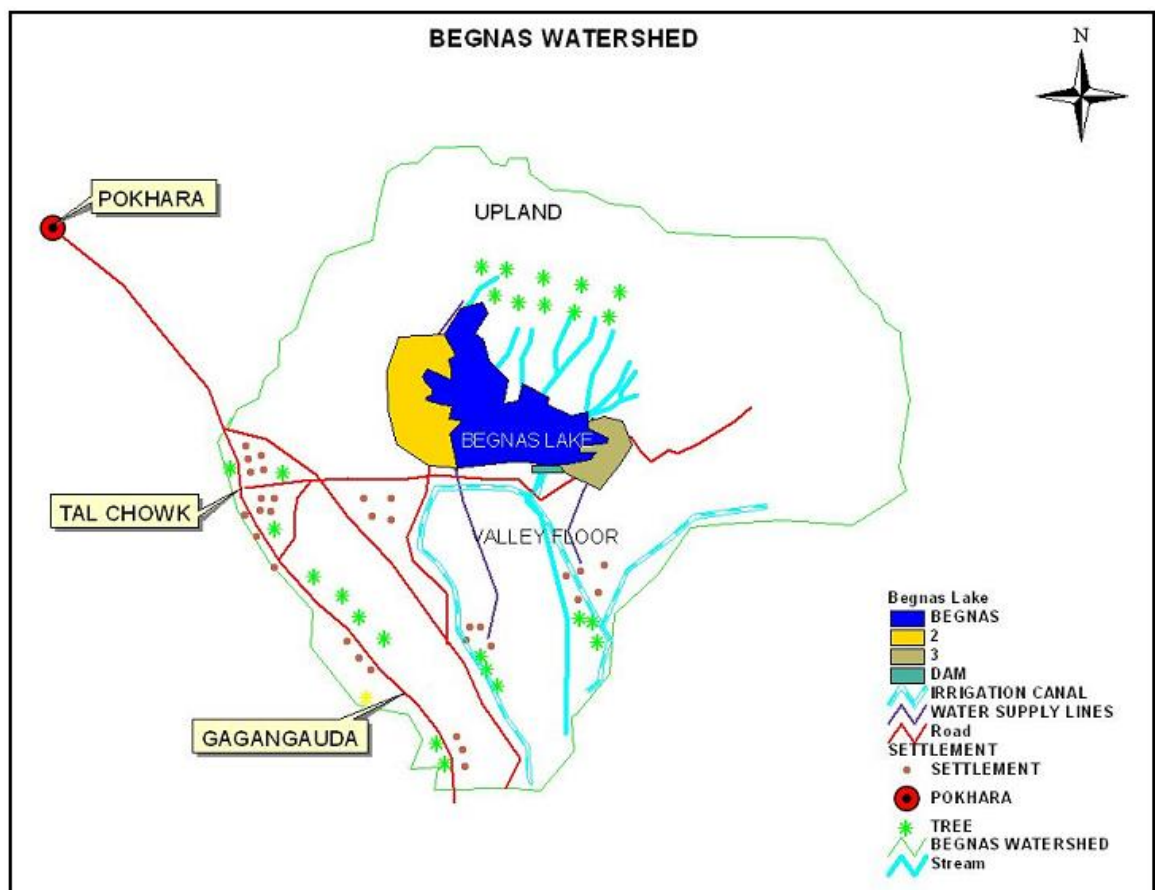 BEGNAS WATERSHED
N
POKHARA
UPLAND
BEGNAS LAKE
TAL CHOWK
VALLEY FLOOR
GAGANGAUDA
Begnas Lake
BEGNAS
2
3
DAM
IRRIGATION CANAL
WATER SUPPLY LINES
Road
SETTLEMENT
SETTLEMENT
POKHARA
TREE
BEGNAS WATERSHED
Stream